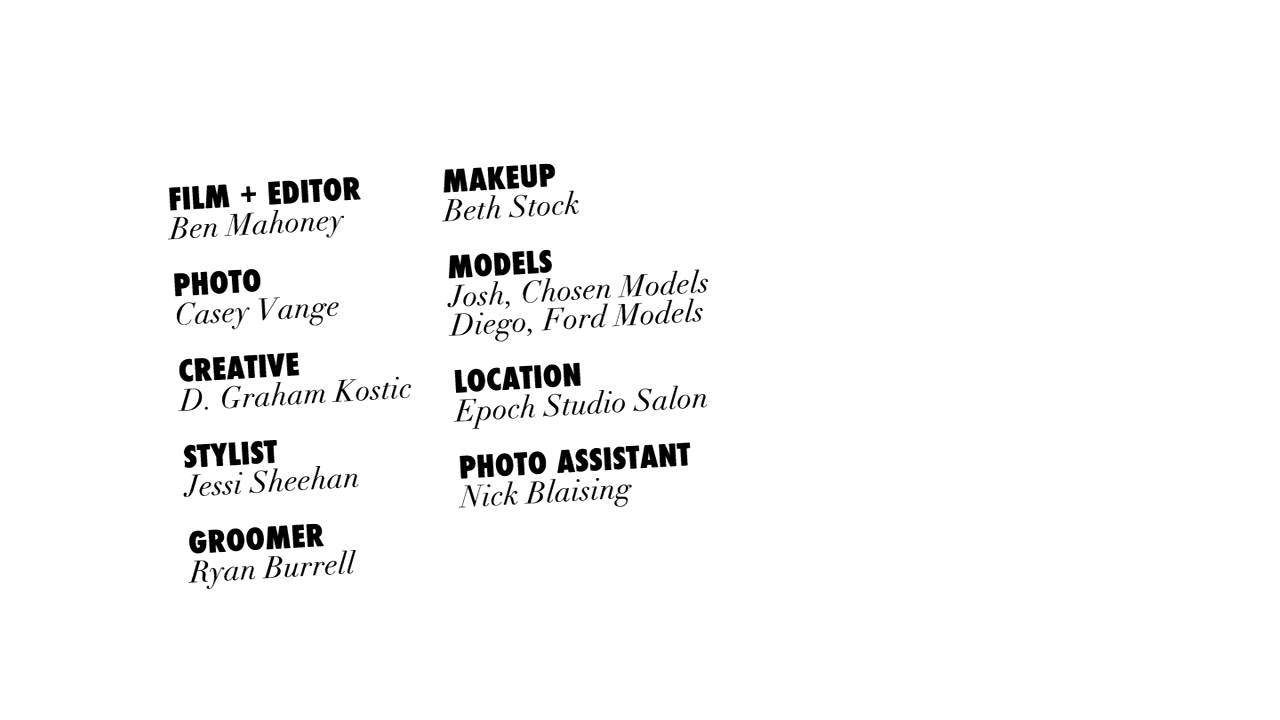 FILM + EDITOR
Ben Mahoney
PHOTO
Casey Vange
CREATIVE
D. Graham Kostic
STYLIST
Jessi Sheehan
GROOMER
Ryan Burrell
MAKEUP
Beth Stock
MODELS
Josh, Chosen Models
Diego, Ford Models
LOCATION
Epoch Studio Salon
PHOTO ASSISTANT
Nick Blaising